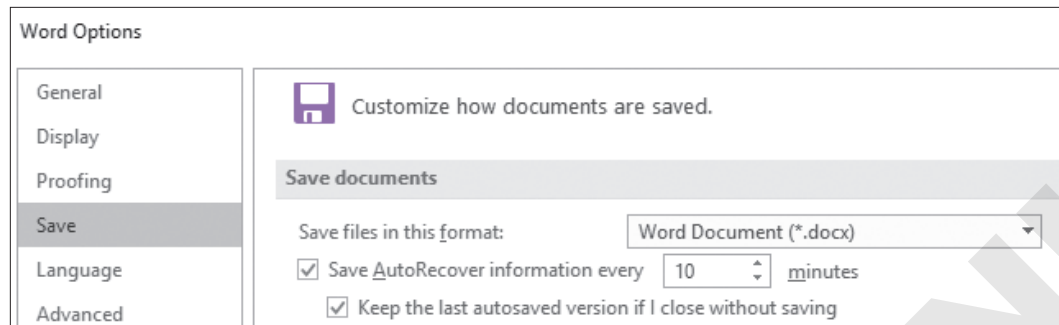 Word Options
General
Display
Proofing
Save
Language
Advanced
Customize how documents are saved.
Save documents
Save files in this format: Word Document (*.docx)
Save AutoRecover information every 10 minutes
Keep the last autosaved version if I close without saving